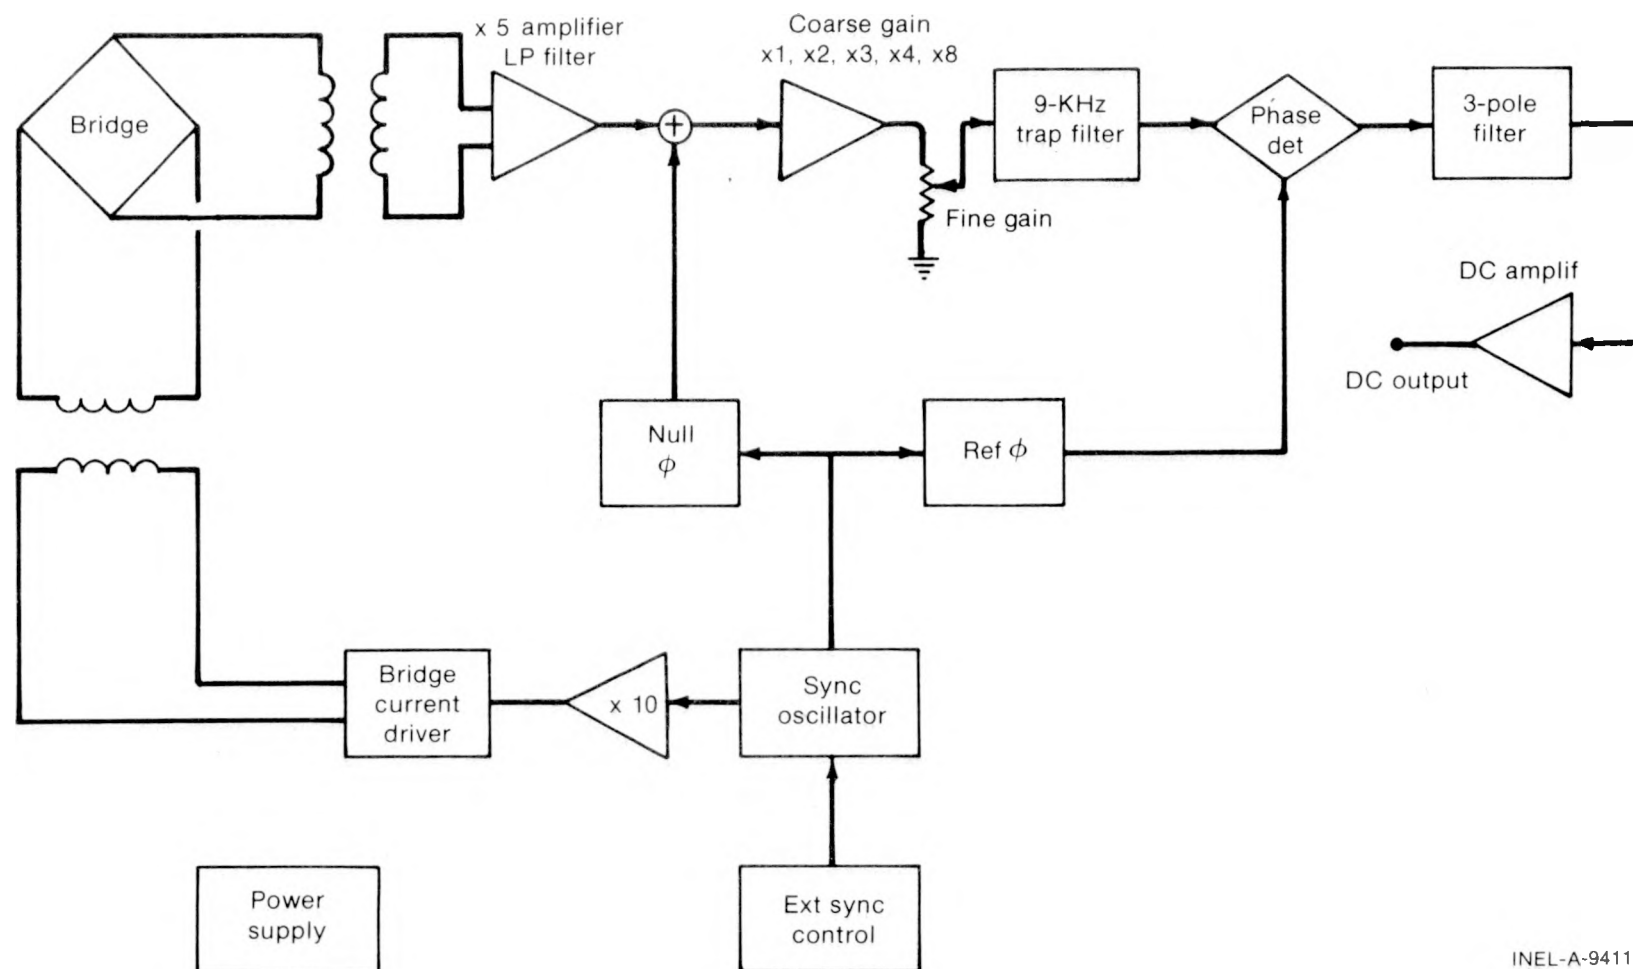 x 5 amplifier
LP filter
Coarse gain
x1, x2, x3, x4, x8
Bridge
+
9-KHz
trap filter
Phase
det
3-pole
filter
Fine gain
DC amplif
DC output
Null
ϕ
Ref ϕ
Bridge
current
driver
x 10
Sync
oscillator
Power
supply
Ext sync
control
INEL-A-9411